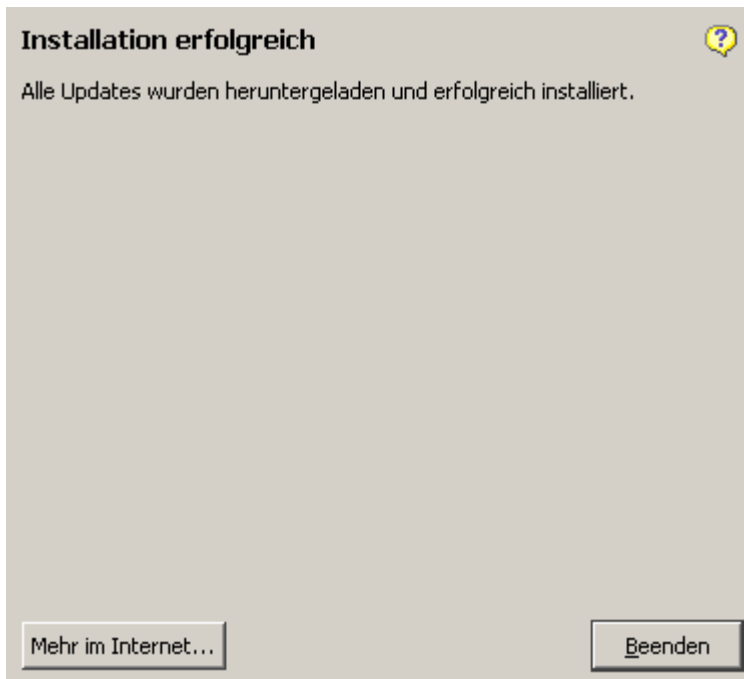 Installation erfolgreich
Alle Updates wurden heruntergeladen und erfolgreich installiert.
Mehr im Internet...
Beenden